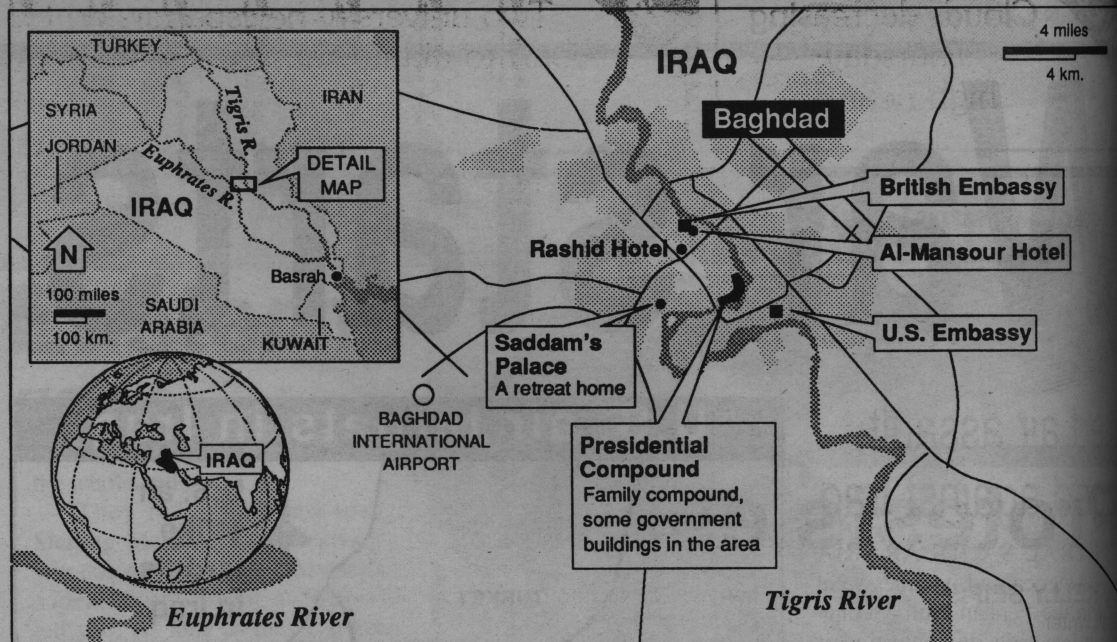 TURKEY
SYRIA
IRAN
JORDAN
Tigris R.
Euphrates R.
DETAIL
MAP
IRAQ
N
Basrah
100 miles
100 km.
SAUDI
ARABIA
KUWAIT
IRAQ
4 miles
4 km.
IRAQ
Baghdad
British Embassy
Al-Mansour Hotel
Rashid Hotel
U.S. Embassy
Saddam's
Palace
A retreat home
BAGHDAD
INTERNATIONAL
AIRPORT
Presidential
Compound
Family compound,
some government
buildings in the area
Euphrates River
Tigris River